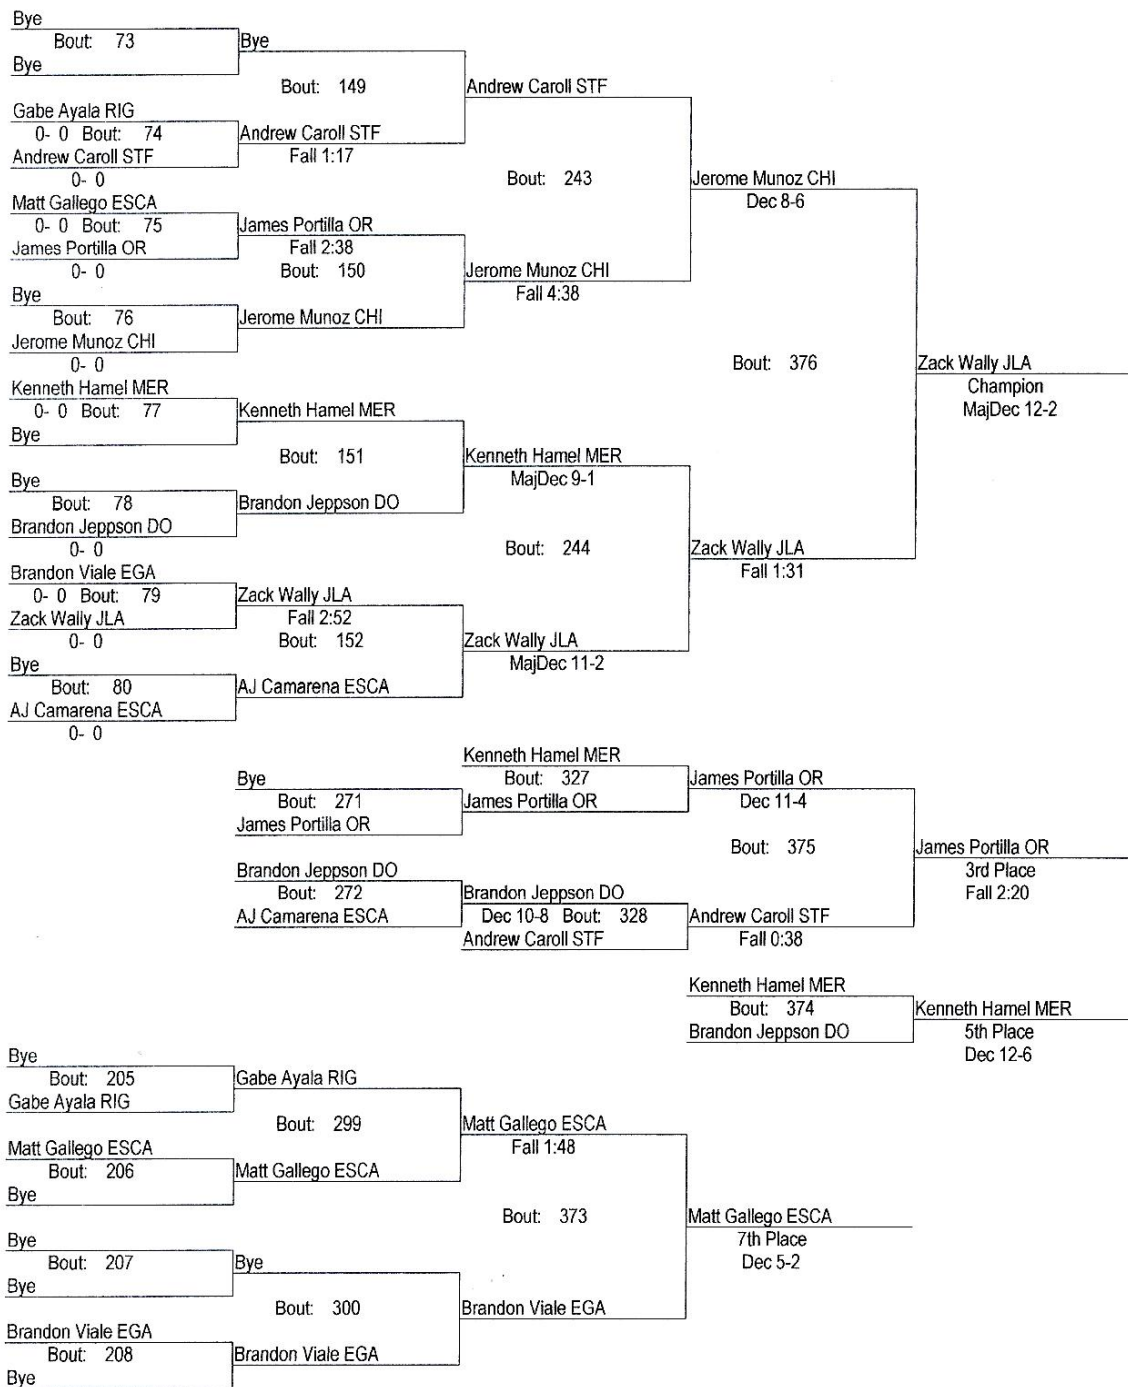 Bye
Bout: 73
Bye
Bye
Bout: 149
Andrew Caroll STF
Gabe Ayala RIG
0- 0 Bout: 74
Andrew Caroll STF
0- 0
Andrew Caroll STF
Fall 1:17
Bout: 243
Jerome Munoz CHI
Dec 8-6
Matt Gallego ESCA
0- 0 Bout: 75
James Portilla OR
0- 0
James Portilla OR
Fall 2:38
Bout: 150
Jerome Munoz CHI
Fall 4:38
Bye
Bout: 76
Jerome Munoz CHI
0- 0
Jerome Munoz CHI
Bout: 376
Zack Wally JLA
Champion
MajDec 12-2
Kenneth Hamel MER
0- 0 Bout: 77
Bye
Kenneth Hamel MER
Bout: 151
Kenneth Hamel MER
MajDec 9-1
Bye
Bout: 78
Brandon Jeppson DO
0- 0
Brandon Jeppson DO
Bout: 244
Zack Wally JLA
Fall 1:31
Brandon Viale EGA
0- 0 Bout: 79
Zack Wally JLA
0- 0
Zack Wally JLA
Fall 2:52
Bout: 152
Zack Wally JLA
MajDec 11-2
Bye
Bout: 80
AJ Camarena ESCA
0- 0
AJ Camarena ESCA
Kenneth Hamel MER
Bout: 327
James Portilla OR
Bye
Bout: 271
James Portilla OR
James Portilla OR
Dec 11-4
Bout: 375
James Portilla OR
3rd Place
Fall 2:20
Brandon Jeppson DO
Bout: 272
AJ Camarena ESCA
Brandon Jeppson DO
Dec 10-8 Bout: 328
Andrew Caroll STF
Andrew Caroll STF
Fall 0:38
Kenneth Hamel MER
Bout: 374
Brandon Jeppson DO
Kenneth Hamel MER
5th Place
Dec 12-6
Bye
Bout: 205
Gabe Ayala RIG
Gabe Ayala RIG
Bout: 299
Matt Gallego ESCA
Fall 1:48
Matt Gallego ESCA
Bout: 206
Bye
Matt Gallego ESCA
Bout: 373
Matt Gallego ESCA
7th Place
Dec 5-2
Bye
Bout: 207
Bye
Bye
Bout: 300
Brandon Viale EGA
Brandon Viale EGA
Bout: 208
Bye
Brandon Viale EGA